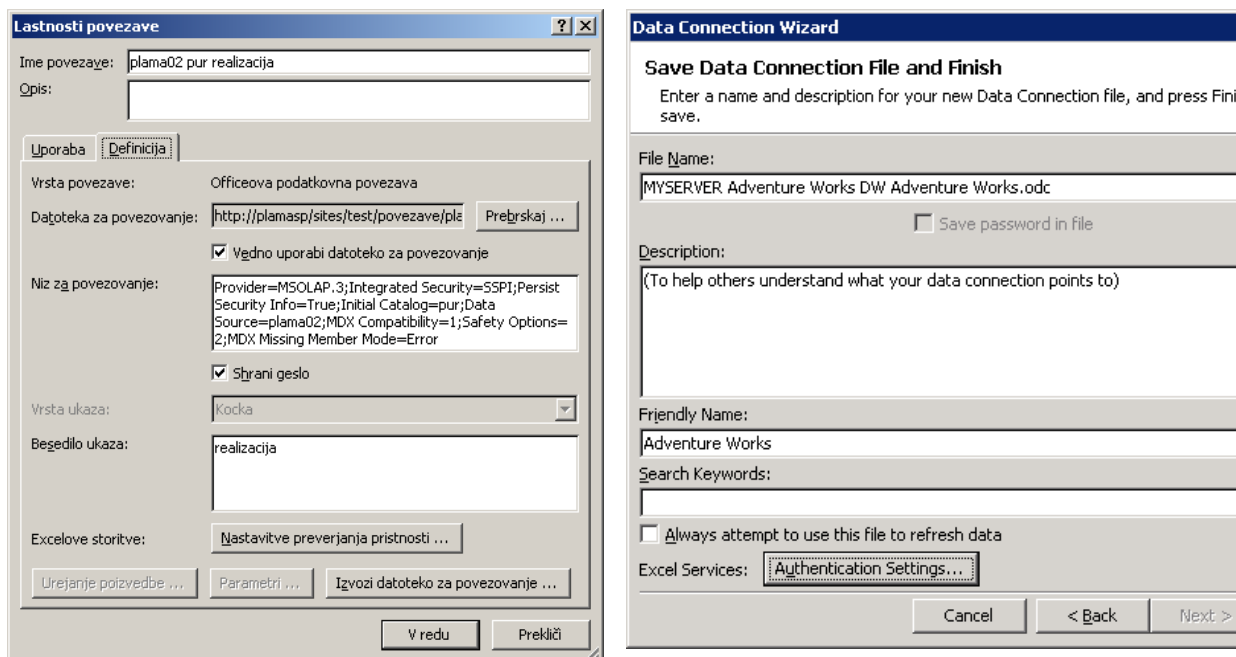 Lastnosti povezave
Ime povezave: plama02 pur realizacija
Opis:
Uporaba Definicija
Vrsta povezave: Officeova podatkovna povezava
Datoteka za povezovanje: http://plamasp/sites/test/povezave/pla Prebrskaj ...
Vedno uporabi datoteko za povezovanje
Niz za povezovanje: Provider=MSOLAP.3;Integrated Security=SSPI;Persist
Security Info=True;Initial Catalog=pur;Data
Source=plama02;MDX Compatibility=1;Safety Options=
2;MDX Missing Member Mode=Error
Shrani geslo
Vrsta ukaza: Kocka
Besedilo ukaza: realizacija
Excelove storitve: Nastavitve preverjanja pristnosti ...
Urejanje poizvedbe ... Parametri ... Izvozi datoteko za povezovanje ...
V redu Prekliči
Data Connection Wizard
Save Data Connection File and Finish
Enter a name and description for your new Data Connection file, and press Fini
save.
File Name:
MYSERVER Adventure Works DW Adventure Works.odc
Save password in file
Description:
(To help others understand what your data connection points to)
Friendly Name:
Adventure Works
Search Keywords:
Always attempt to use this file to refresh data
Excel Services: Authentication Settings...
Cancel < Back Next >